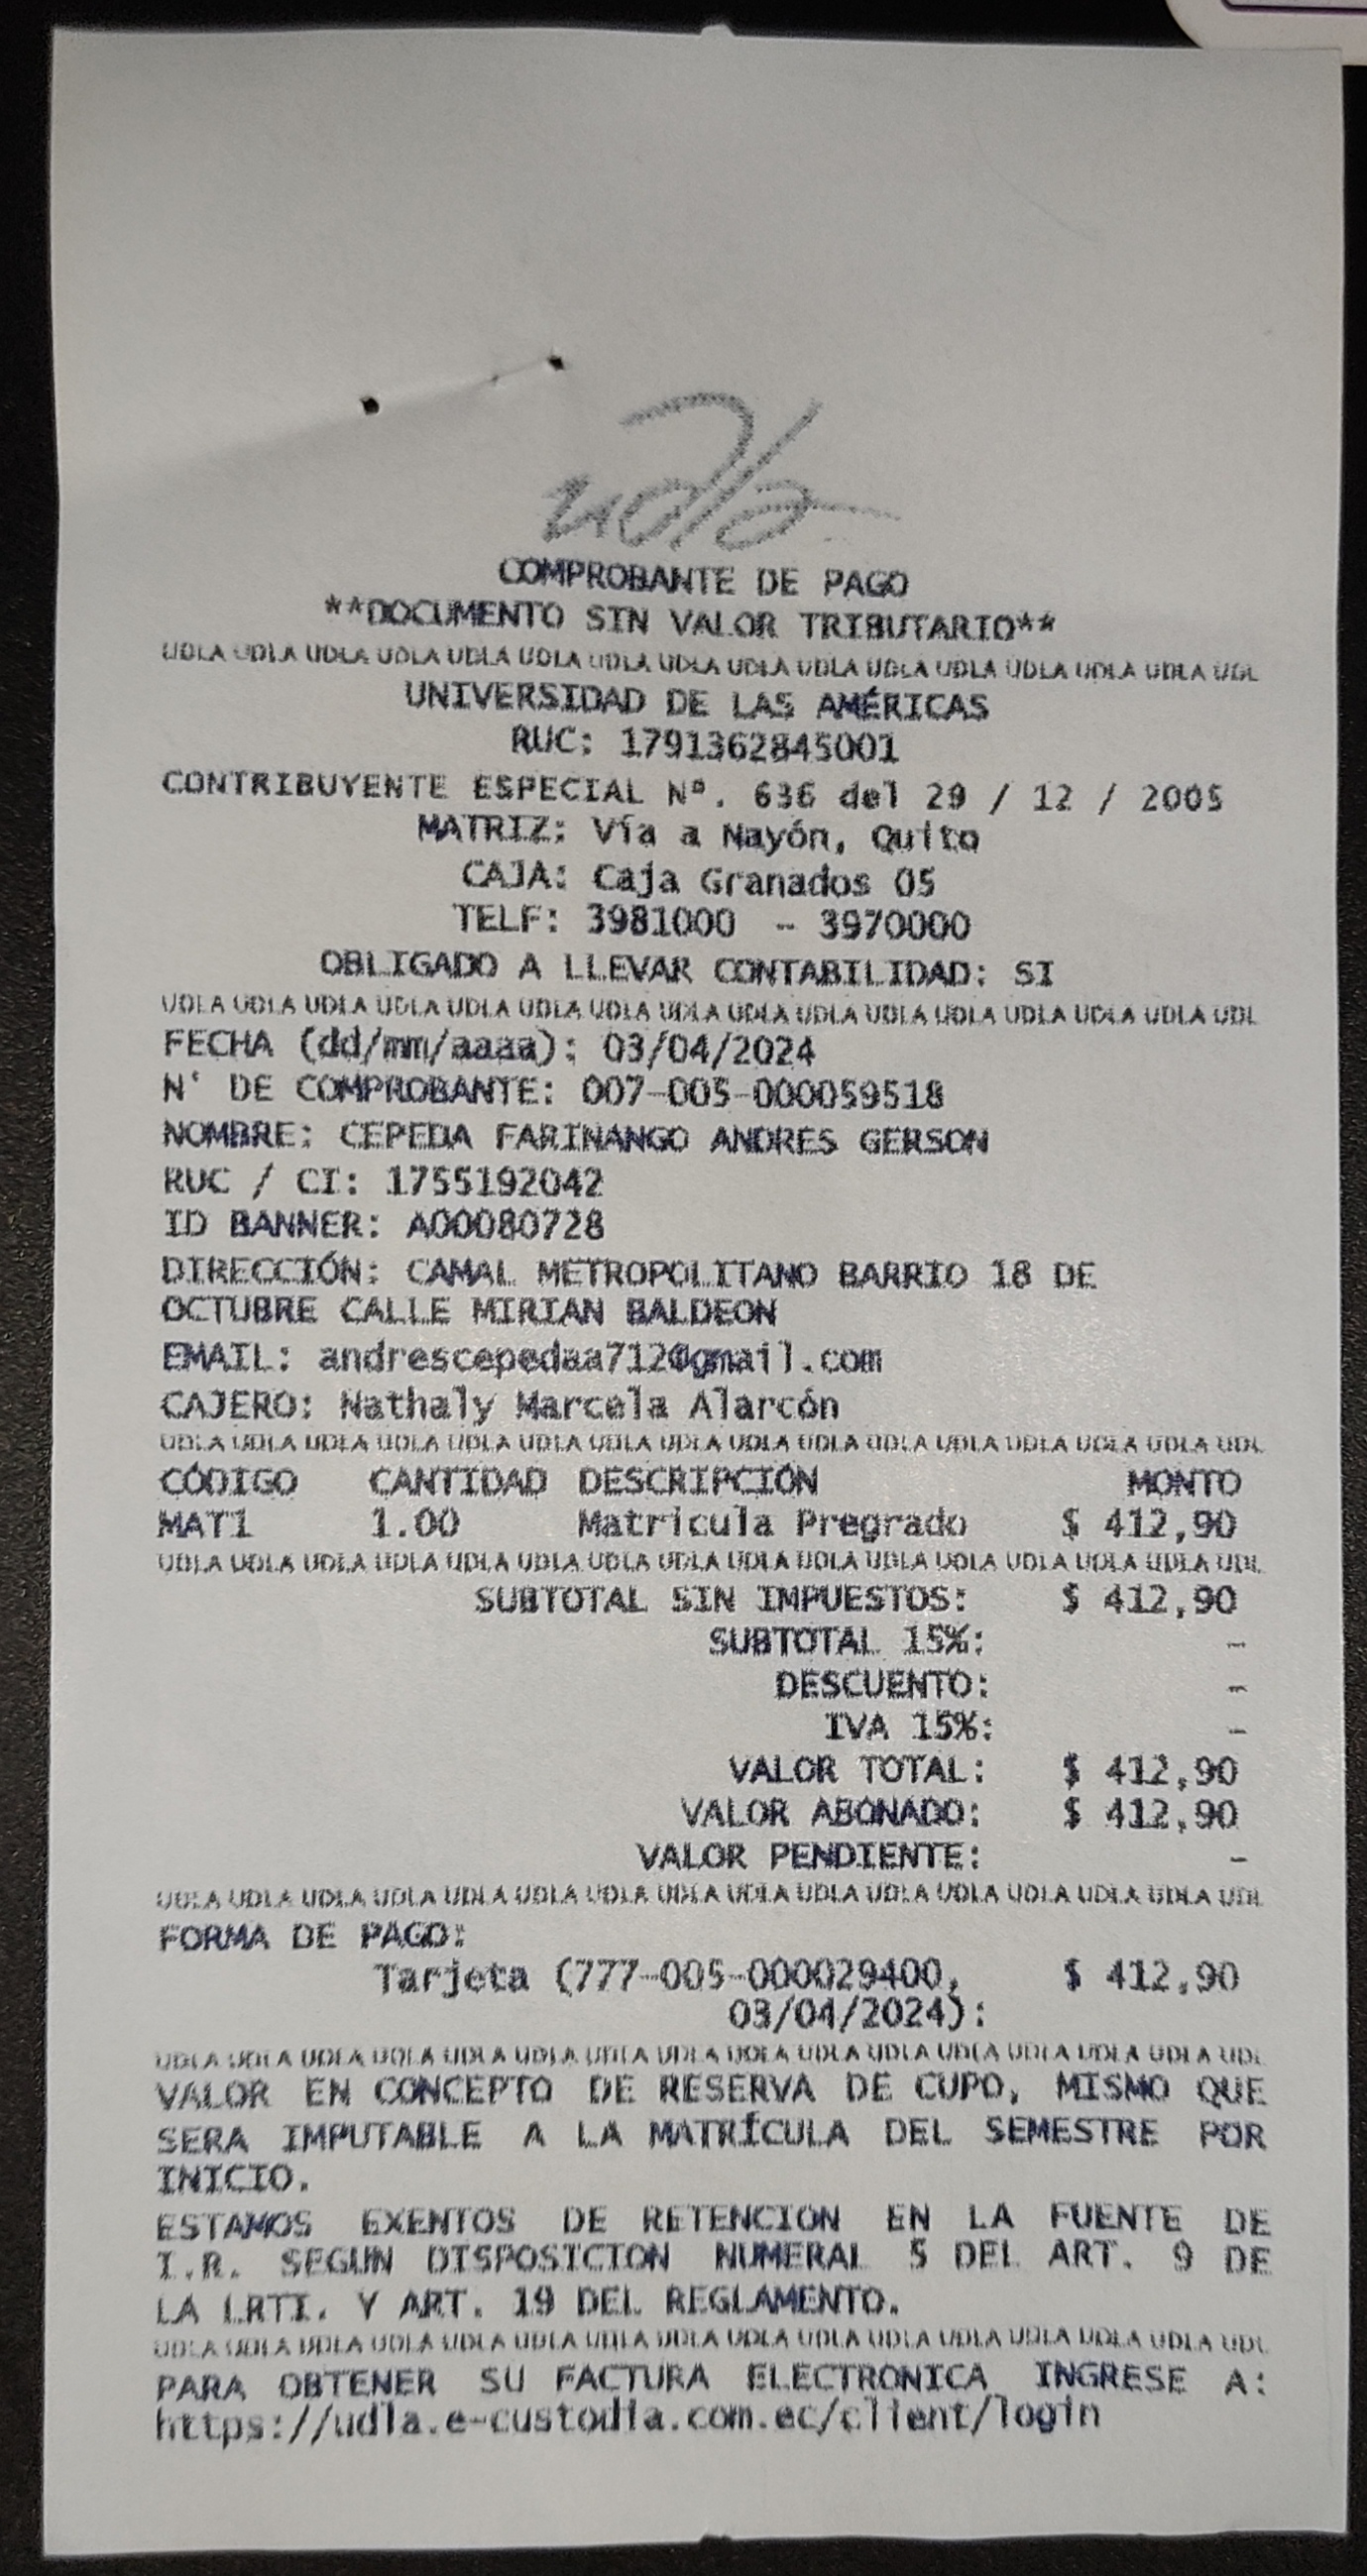 udla
COMPROBANTE DE PAGO
**DOCUMENTO SIN VALOR TRIBUTARIO**
UDLA UDLA UDLA UDLA UDLA UDLA UDLA UDLA UDLA UDLA UDLA UDLA UDLA UDLA UDLA UDL
UNIVERSIDAD DE LAS AMÉRICAS
RUC: 1791362845001
CONTRIBUYENTE ESPECIAL Nº. 636 del 29 / 12 / 2005
MATRIZ: Vía a Nayón, Quito
CAJA: Caja Granados 05
TELF: 3981000 - 3970000
OBLIGADO A LLEVAR CONTABILIDAD: SI
UDLA UDLA UDLA UDLA UDLA UDLA UDLA UDLA UDLA UDLA UDLA UDLA UDLA UDLA UDLA UDL
FECHA (dd/mm/aaaa): 03/04/2024
N° DE COMPROBANTE: 007-005-000059518
NOMBRE: CEPEDA FARINANGO ANDRES GERSON
RUC / CI: 1755192042
ID BANNER: A00080728
DIRECCIÓN: CAMAL METROPOLITANO BARRIO 18 DE
OCTUBRE CALLE MIRIAN BALDEON
EMAIL: andrescepedaa712@gmail.com
CAJERO: Nathaly Marcela Alarcón
UDLA UDLA UDLA UDLA UDLA UDLA UDLA UDLA UDLA UDLA UDLA UDLA UDLA UDLA UDLA UDL
CÓDIGO CANTIDAD DESCRIPCIÓN MONTO
MAT1 1.00 Matricula Pregrado $ 412,90
UDLA UDLA UDLA UDLA UDLA UDLA UDLA UDLA UDLA UDLA UDLA UDLA UDLA UDLA UDLA UDL
SUBTOTAL SIN IMPUESTOS: $ 412,90
SUBTOTAL 15%: -
DESCUENTO: -
IVA 15%: -
VALOR TOTAL: $ 412,90
VALOR ABONADO: $ 412,90
VALOR PENDIENTE: -
UDLA UDLA UDLA UDLA UDLA UDLA UDLA UDLA UDLA UDLA UDLA UDLA UDLA UDLA UDLA UDL
FORMA DE PAGO:
Tarjeta (777-005-000029400, $ 412,90
03/04/2024):
UDLA UDLA UDLA UDLA UDLA UDLA UDLA UDLA UDLA UDLA UDLA UDLA UDLA UDLA UDLA UDL
VALOR EN CONCEPTO DE RESERVA DE CUPO, MISMO QUE
SERA IMPUTABLE A LA MATRÍCULA DEL SEMESTRE POR
INICIO.
ESTAMOS EXENTOS DE RETENCION EN LA FUENTE DE
I.R. SEGUN DISPOSICION NUMERAL 5 DEL ART. 9 DE
LA LRTI. Y ART. 19 DEL REGLAMENTO.
UDLA UDLA UDLA UDLA UDLA UDLA UDLA UDLA UDLA UDLA UDLA UDLA UDLA UDLA UDLA UDL
PARA OBTENER SU FACTURA ELECTRONICA INGRESE A:
https://udla.e-custodia.com.ec/client/login